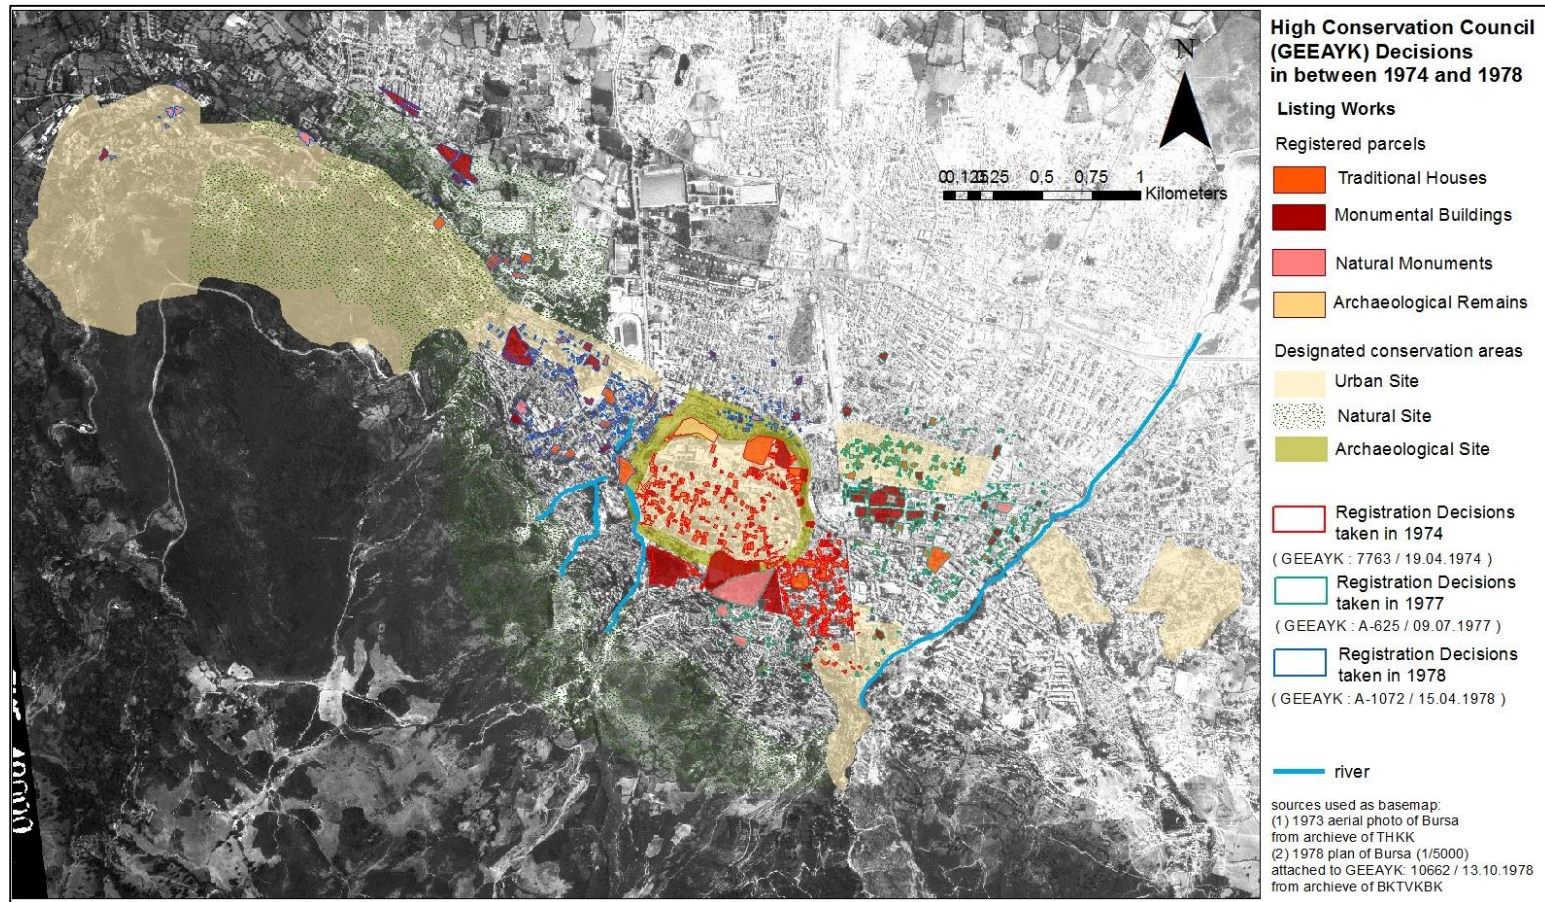 High Conservation Council
(GEEAYK) Decisions
in between 1974 and 1978
Listing Works
Registered parcels
Traditional Houses
Monumental Buildings
Natural Monuments
Archaeological Remains
Designated conservation areas
Urban Site
Natural Site
Archaeological Site
Registration Decisions
taken in 1974
( GEEAYK : 7763 / 19.04.1974 )
Registration Decisions
taken in 1977
( GEEAYK : A-625 / 09.07.1977 )
Registration Decisions
taken in 1978
( GEEAYK : A-1072 / 15.04.1978 )
river
sources used as basemap:
(1) 1973 aerial photo of Bursa
from archieve of THKK
(2) 1978 plan of Bursa (1/5000)
attached to GEEAYK: 10662 / 13.10.1978
from archieve of BKTVKBK
N
0 0,125 0,25 0,5 0,75 1
Kilometers